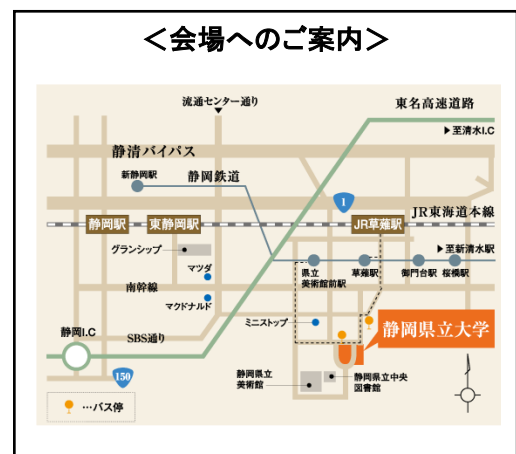 ＜会場へのご案内＞
流通センター通り
東名高速道路
▶至清水I.C
静清バイパス
新静岡駅
静岡鉄道
1
JR東海道本線
静岡駅
東静岡駅
JR草薙駅
グランシップ
▶至新清水駅
マツダ
県立
美術館前駅
草薙駅
御門台駅
桜橋駅
南幹線
マクドナルド
ミニストップ
静岡I.C
SBS通り
静岡県立大学
150
静岡県立
美術館
静岡県立中央
図書館
…バス停